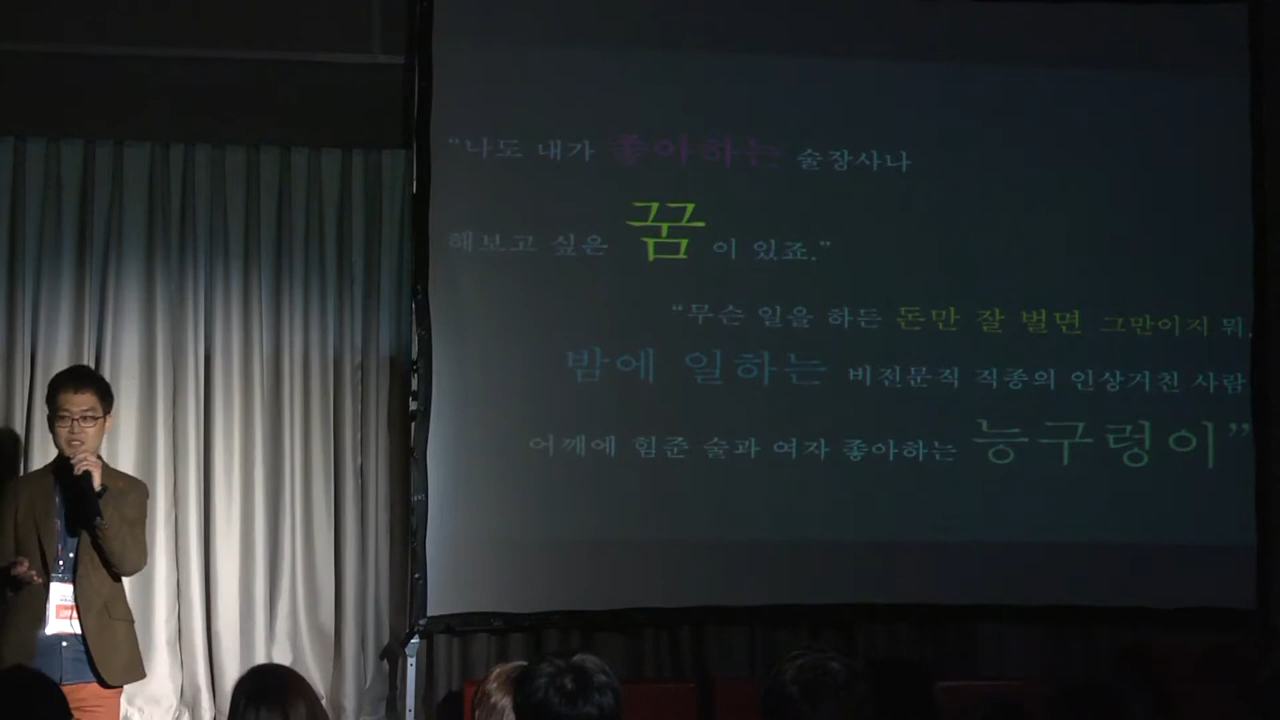 “나도 내가 좋아하는 술장사나
해보고 싶은 꿈이 있죠.”
“무슨 일을 하든 돈만 잘 벌면 그만이지 뭐.
밤에 일하는 비전문직 직종의 인상거친 사람
어깨에 힘준 술과 여자 좋아하는 능구렁이”